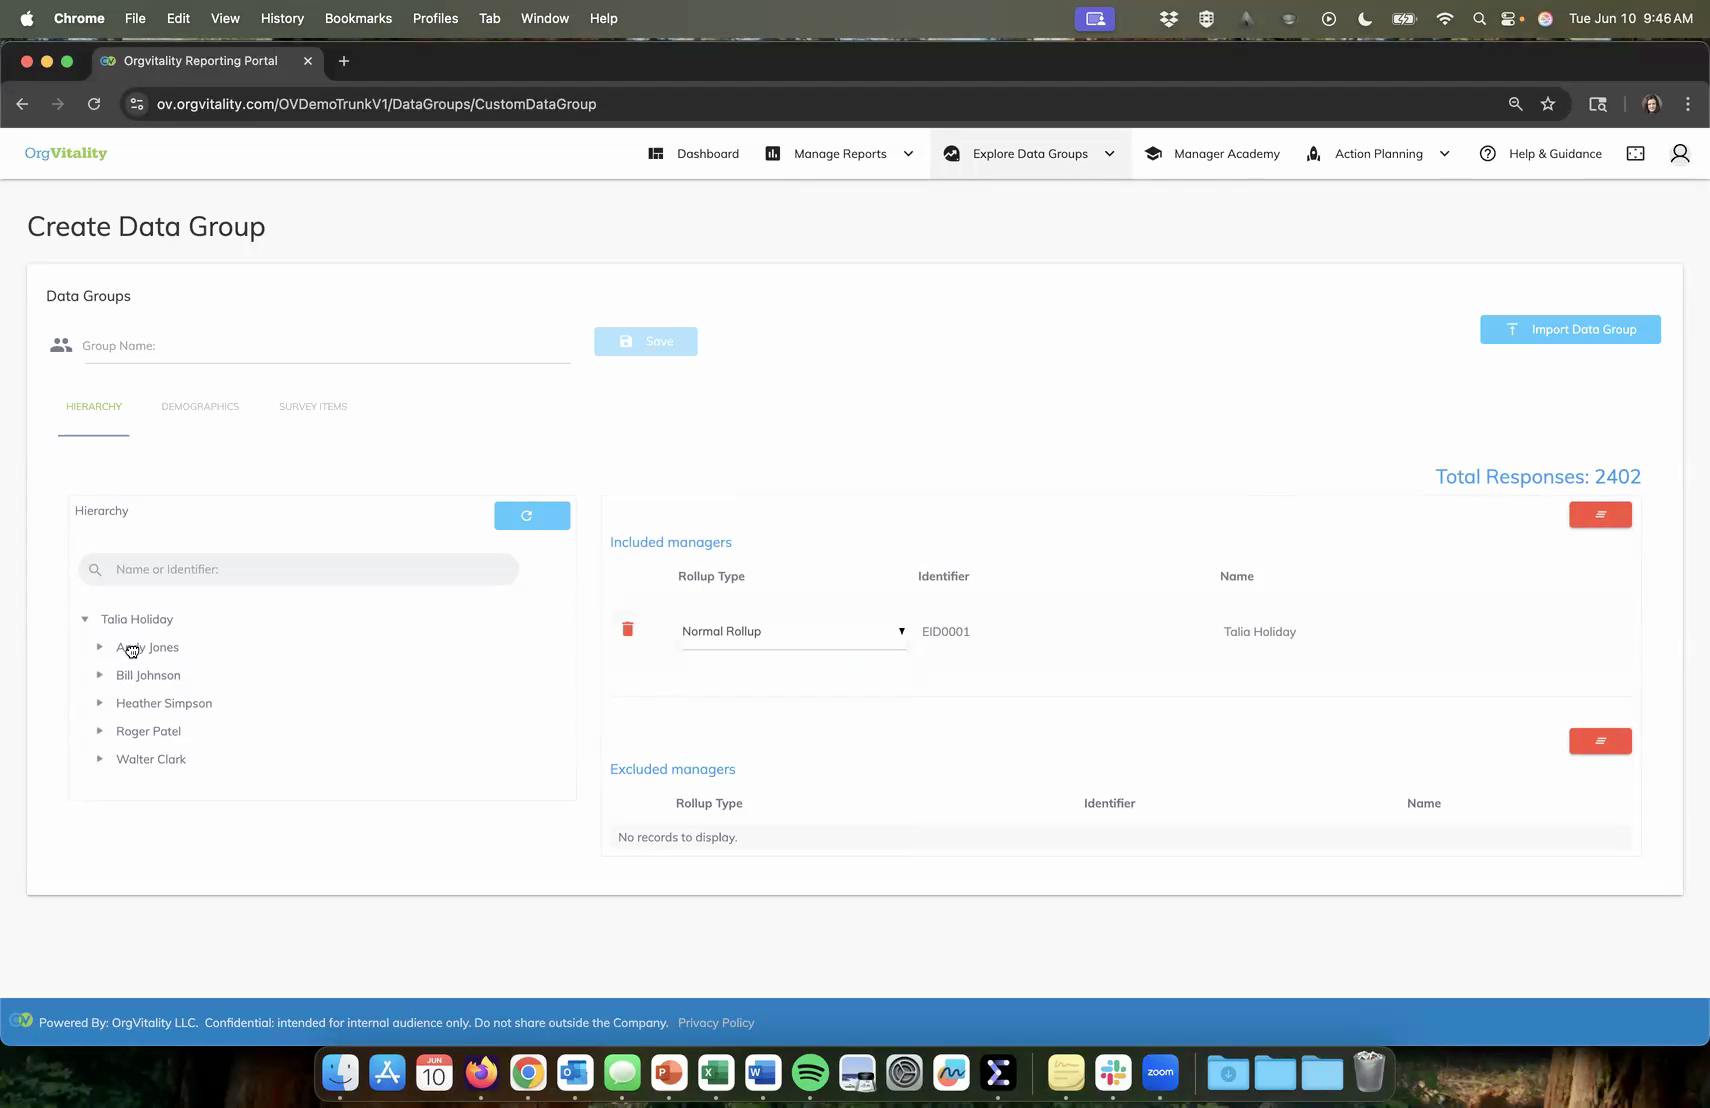 Chrome File Edit View History Bookmarks Profiles Tab Window Help Tue Jun 10 9:46 AM
Orgvitality Reporting Portal
ov.orgvitality.com/OVDemoTrunkV1/DataGroups/CustomDataGroup
OrgVitality Dashboard Manage Reports Explore Data Groups Manager Academy Action Planning Help & Guidance
Create Data Group
Data Groups
Group Name: Save Import Data Group
HIERARCHY DEMOGRAPHICS SURVEY ITEMS
Total Responses: 2402
Hierarchy
Name or Identifier:
Talia Holiday
Andy Jones
Bill Johnson
Heather Simpson
Roger Patel
Walter Clark
Included managers
Rollup Type Identifier Name
Normal Rollup EID0001 Talia Holiday
Excluded managers
Rollup Type Identifier Name
No records to display.
Powered By: OrgVitality LLC. Confidential: intended for internal audience only. Do not share outside the Company. Privacy Policy
JUN
10
zoom